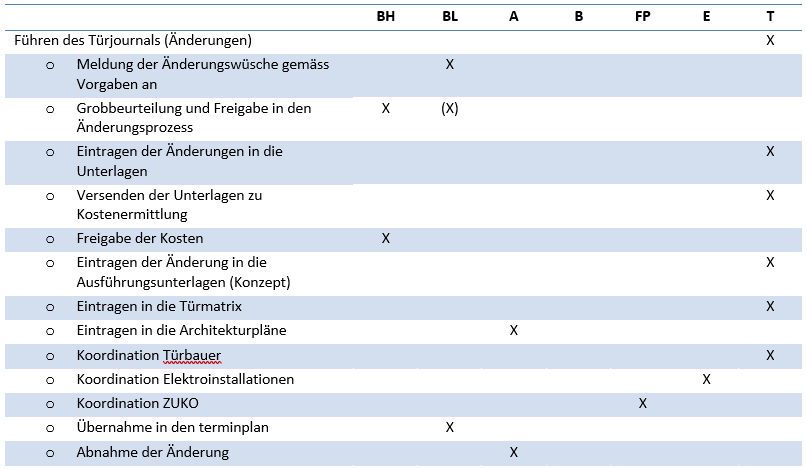 BH BL A B FP E T
Führen des Türjournals (Änderungen) X
o Meldung der Änderungswüsche gemäss X
Vorgaben an
o Grobbeurteilung und Freigabe in den X (X)
Änderungsprozess
o Eintragen der Änderungen in die X
Unterlagen
o Versenden der Unterlagen zu X
Kostenermittlung
o Freigabe der Kosten X
o Eintragen der Änderung in die X
Ausführungsunterlagen (Konzept)
o Eintragen in die Türmatrix X
o Eintragen in die Architekturpläne X
o Koordination Türbauer X
o Koordination Elektroinstallationen X
o Koordination ZUKO X
o Übernahme in den terminplan X
o Abnahme der Änderung X